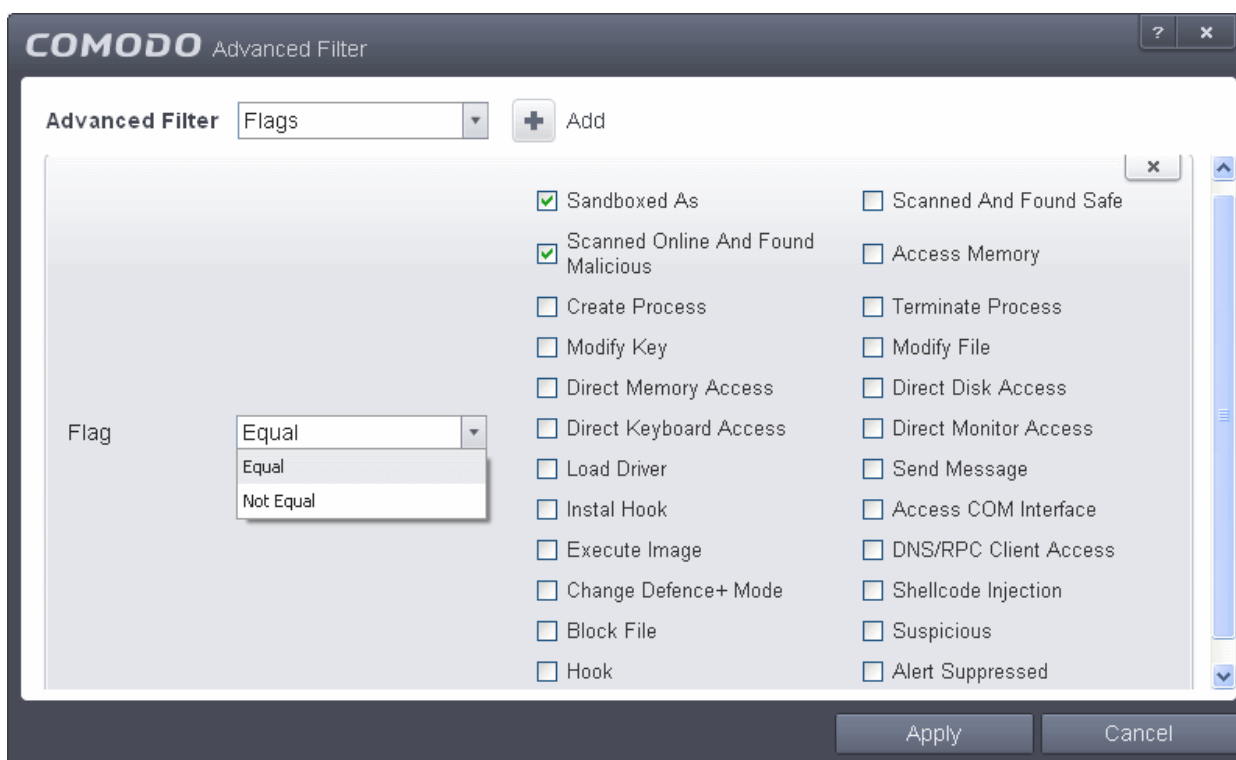 COMODO Advanced Filter
? x
Advanced Filter Flags + Add
x
Sandboxed As Scanned And Found Safe
Scanned Online And Found
Malicious
Access Memory
Create Process Terminate Process
Modify Key Modify File
Direct Memory Access Direct Disk Access
Flag Equal Direct Keyboard Access Direct Monitor Access
Equal Load Driver Send Message
Not Equal Instal Hook Access COM Interface
Execute Image DNS/RPC Client Access
Change Defence+ Mode Shellcode Injection
Block File Suspicious
Hook Alert Suppressed
Apply Cancel